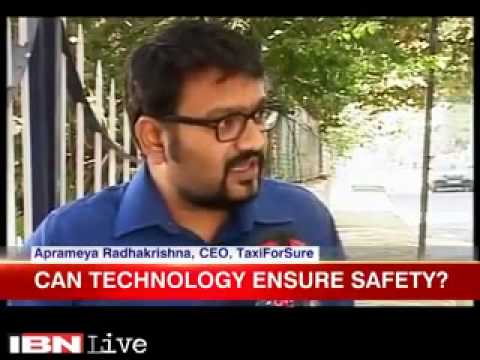 Aprameya Radhakrishna, CEO, TaxiForSure
CAN TECHNOLOGY ENSURE SAFETY?
IBN Live